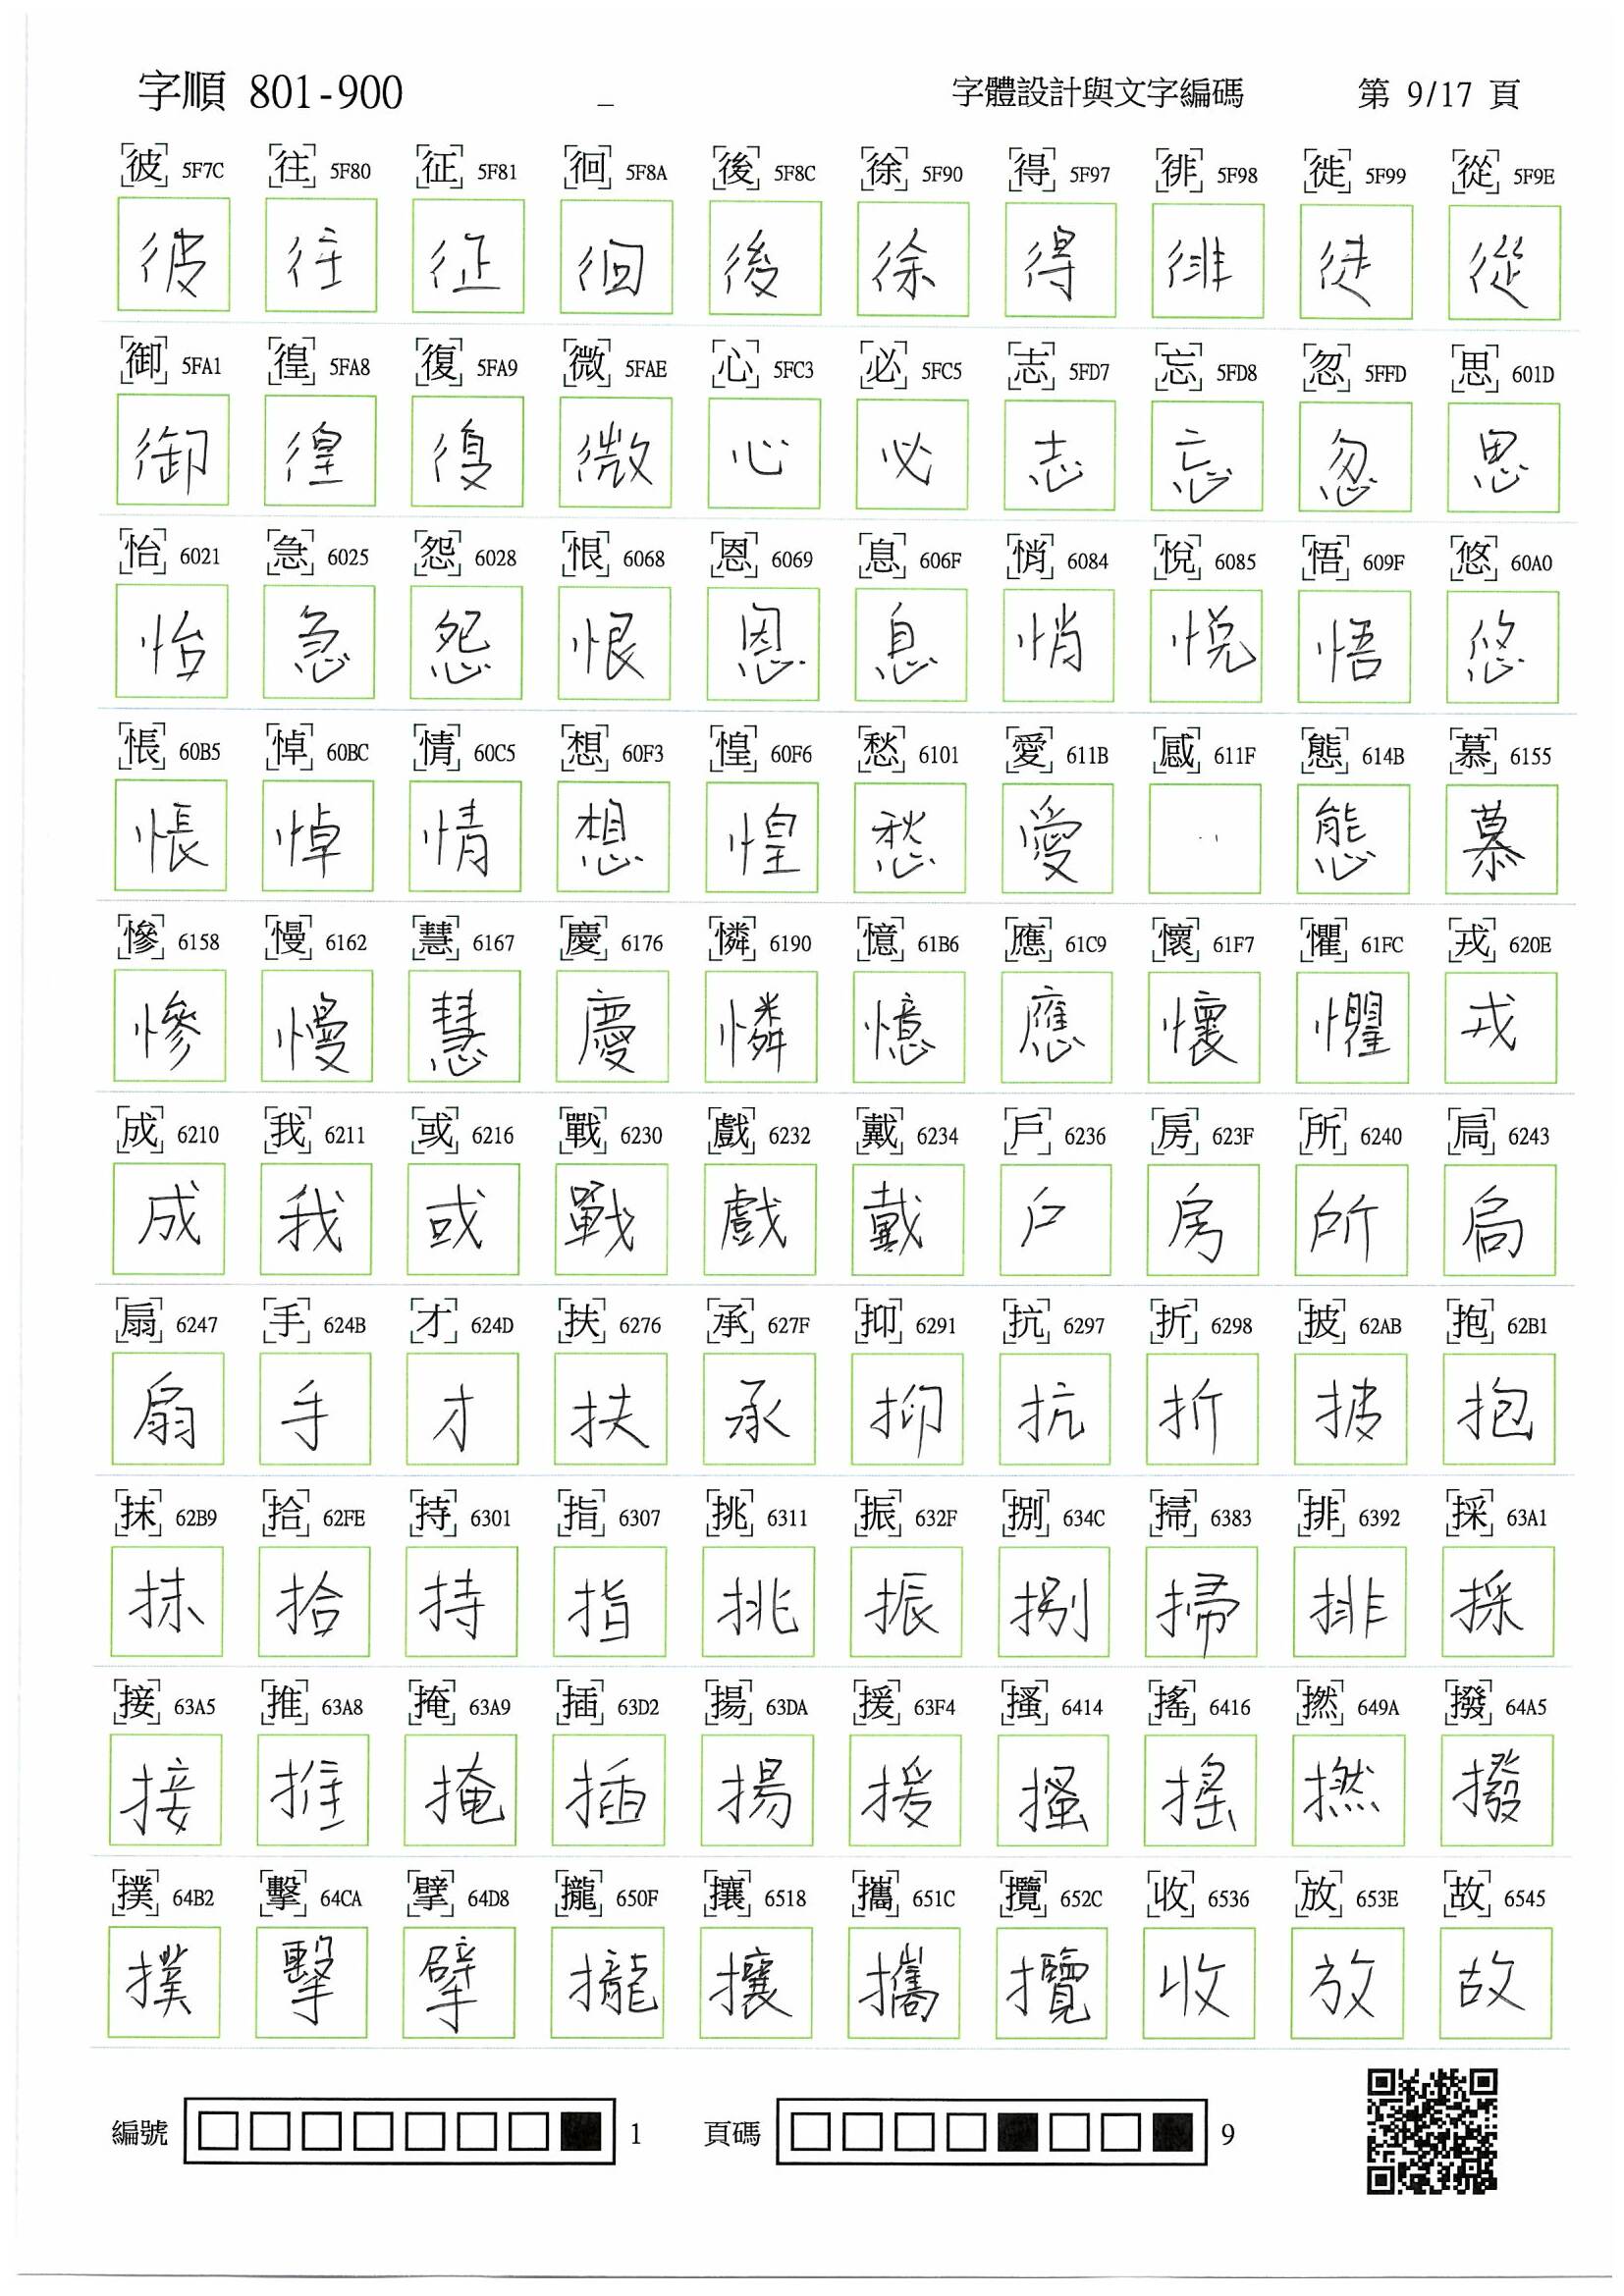 字順 801-900 _ 字體設計與文字編碼 第 9/17 頁
彼 5F7C 往 5F80 征 5F81 徊 5F8A 後 5F8C 徐 5F90 得 5F97 徘 5F98 徙 5F99 從 5F9E
彼 往 征 徊 後 徐 得 徘 徒 從
御 5FA1 徨 5FA8 復 5FA9 微 5FAE 心 5FC3 必 5FC5 志 5FD7 忘 5FD8 忽 5FFD 思 601D
御 徨 復 微 心 必 志 忘 忽 思
怡 6021 急 6025 怨 6028 恨 6068 恩 6069 息 606F 悄 6084 悅 6085 悟 609F 悠 60A0
怡 急 怨 恨 恩 息 悄 悅 悟 悠
悵 60B5 悼 60BC 情 60C5 想 60F3 惶 60F6 愁 6101 愛 611B 感 611F 態 614B 慕 6155
悵 悼 情 想 惶 愁 愛 態 慕
慘 6158 慢 6162 慧 6167 慶 6176 憐 6190 憶 61B6 應 61C9 懷 61F7 懼 61FC 戎 620E
慘 慢 慧 慶 憐 憶 應 懷 懼 戎
成 6210 我 6211 或 6216 戰 6230 戲 6232 戴 6234 戶 6236 房 623F 所 6240 扃 6243
成 我 或 戰 戲 戴 戶 房 所 扃
扇 6247 手 624B 才 624D 扶 6276 承 627F 抑 6291 抗 6297 折 6298 披 62AB 抱 62B1
扇 手 才 扶 承 抑 抗 折 披 抱
抹 62B9 拾 62FE 持 6301 指 6307 挑 6311 振 632F 捌 634C 掃 6383 排 6392 採 63A1
抹 拾 持 指 挑 振 捌 掃 排 採
接 63A5 推 63A8 掩 63A9 插 63D2 揚 63DA 援 63F4 搔 6414 搖 6416 撚 649A 撥 64A5
接 推 掩 插 揚 援 搔 搖 撚 撥
撲 64B2 擊 64CA 擘 64D8 攏 650F 攘 6518 攜 651C 攬 652C 收 6536 放 653E 故 6545
撲 擊 擘 攏 攘 攜 攬 收 放 故
編號 1 頁碼 9